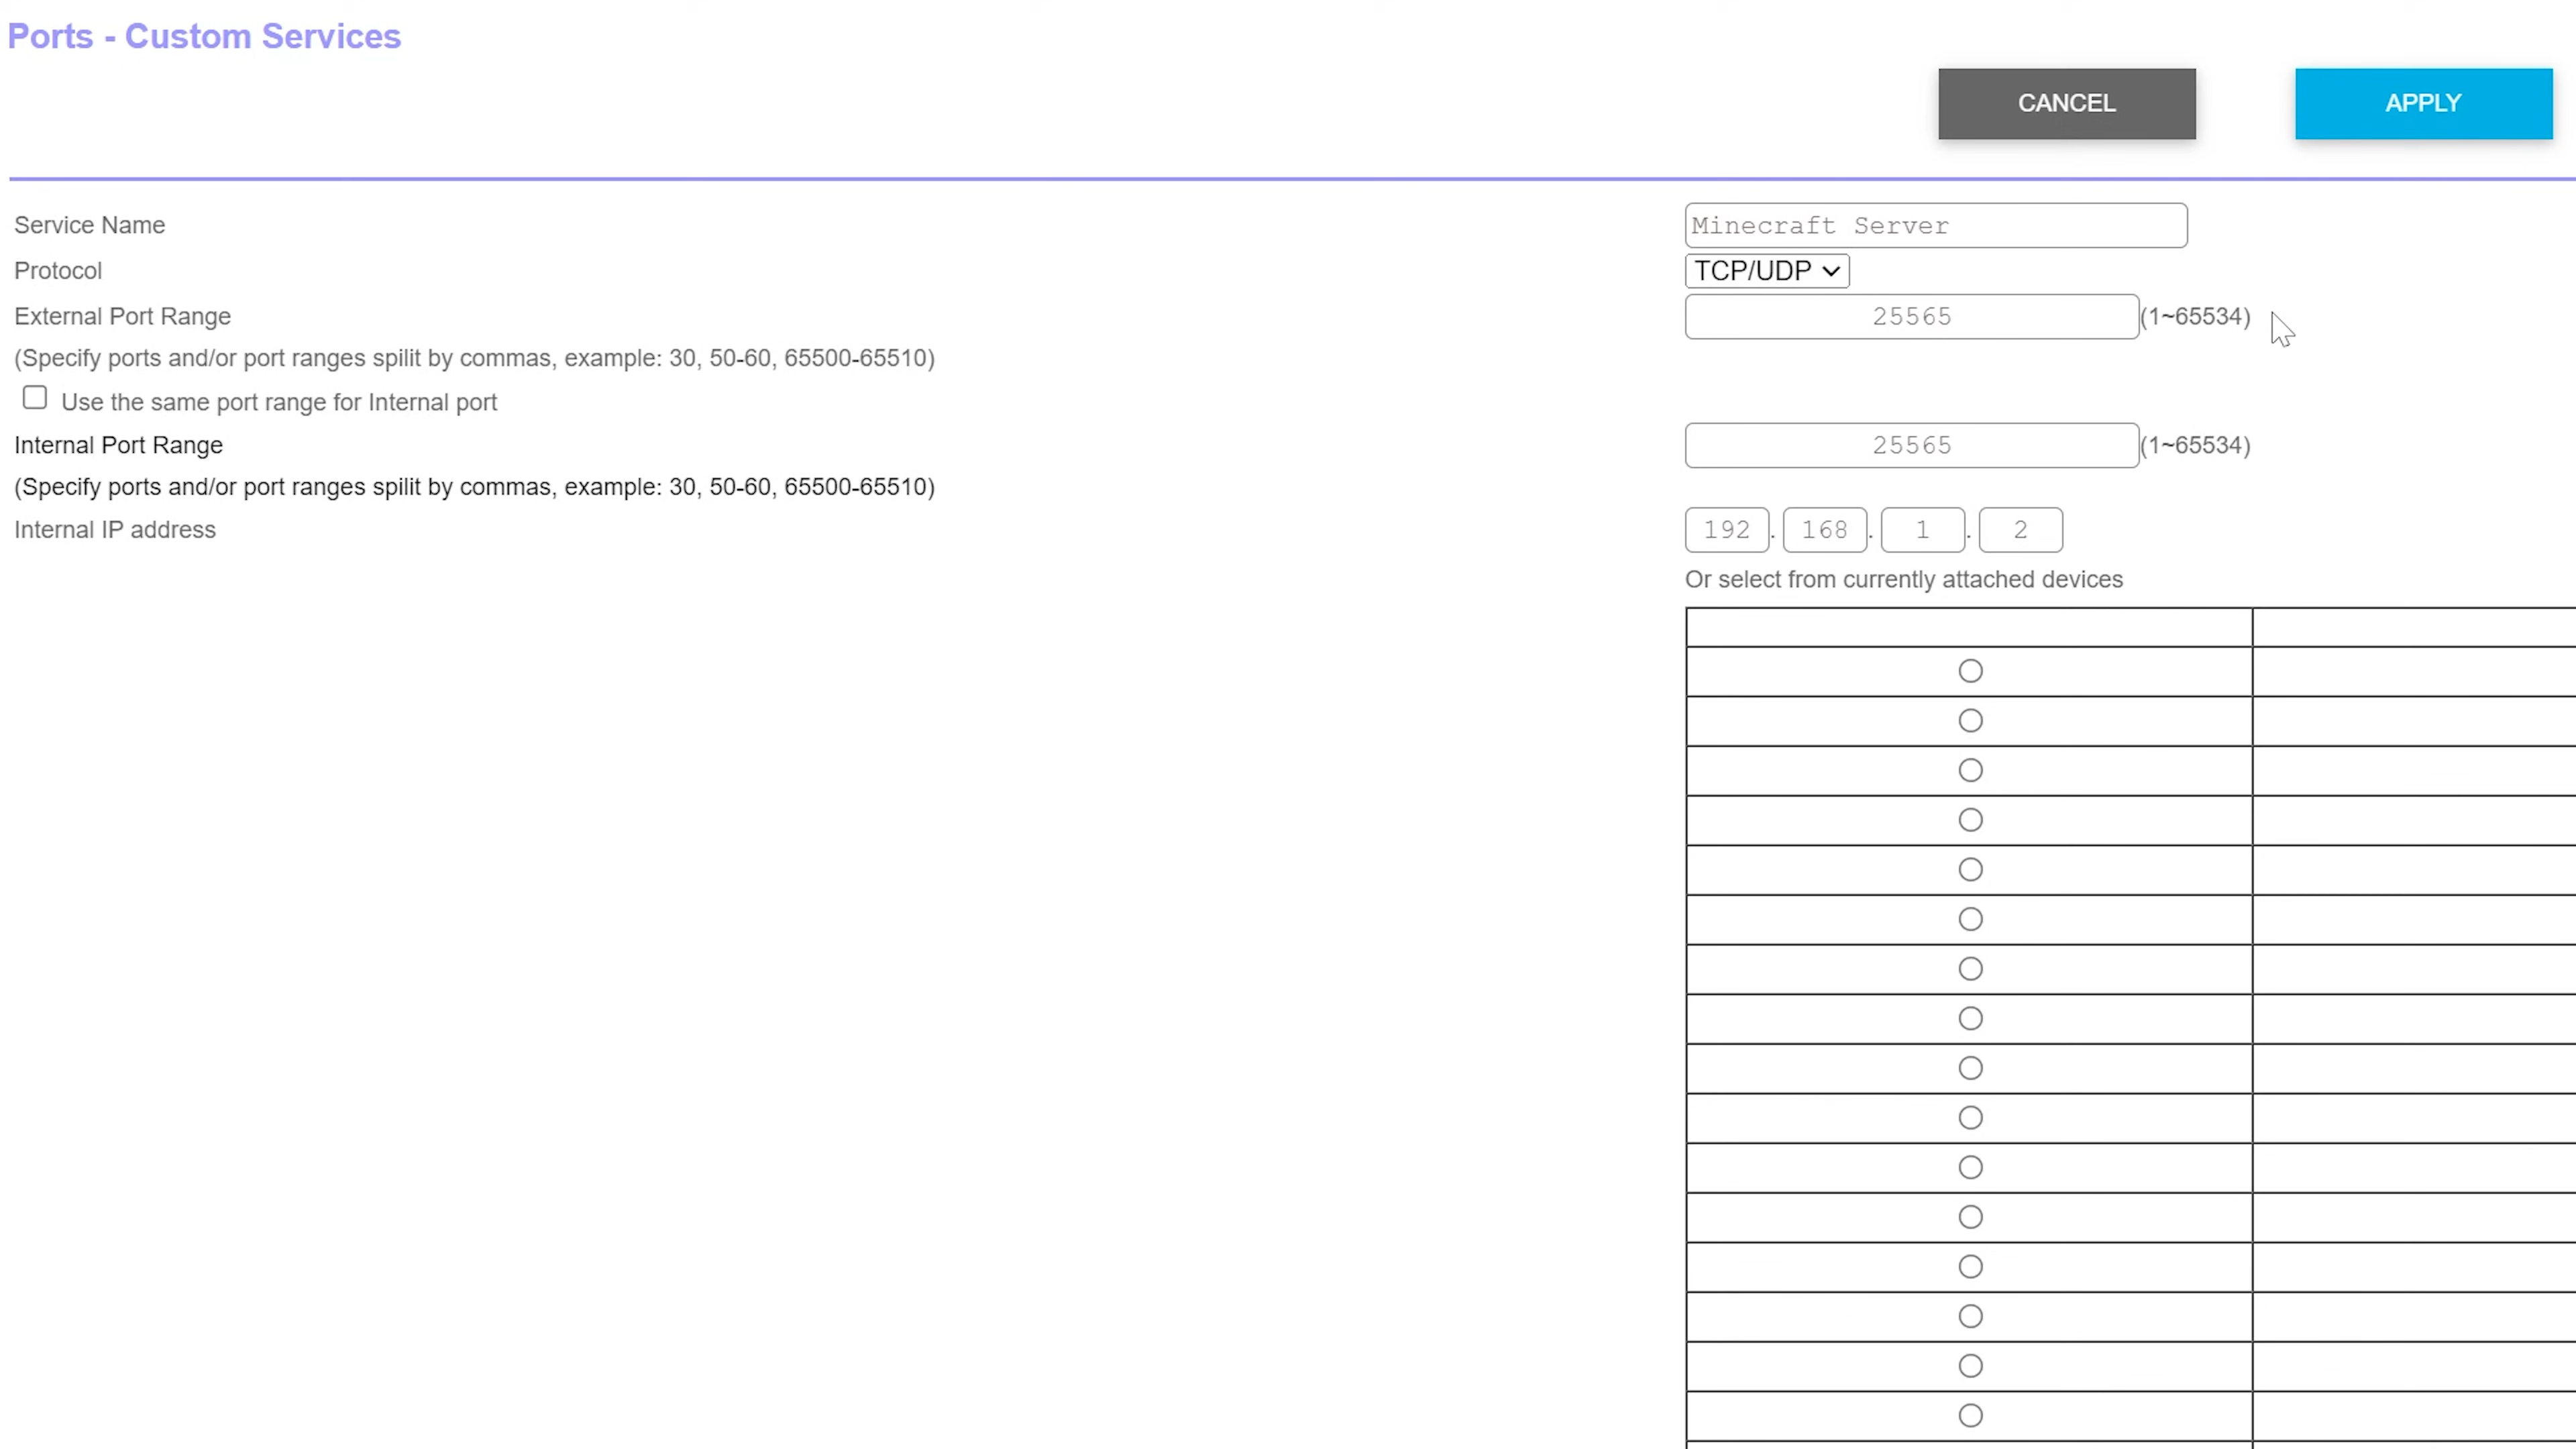 Ports - Custom Services
CANCEL
APPLY
Service Name
Minecraft Server
Protocol
TCP/UDP
External Port Range
25565
(1~65534)
(Specify ports and/or port ranges spilit by commas, example: 30, 50-60, 65500-65510)
Use the same port range for Internal port
Internal Port Range
25565
(1~65534)
(Specify ports and/or port ranges spilit by commas, example: 30, 50-60, 65500-65510)
Internal IP address
192 . 168 . 1 . 2
Or select from currently attached devices